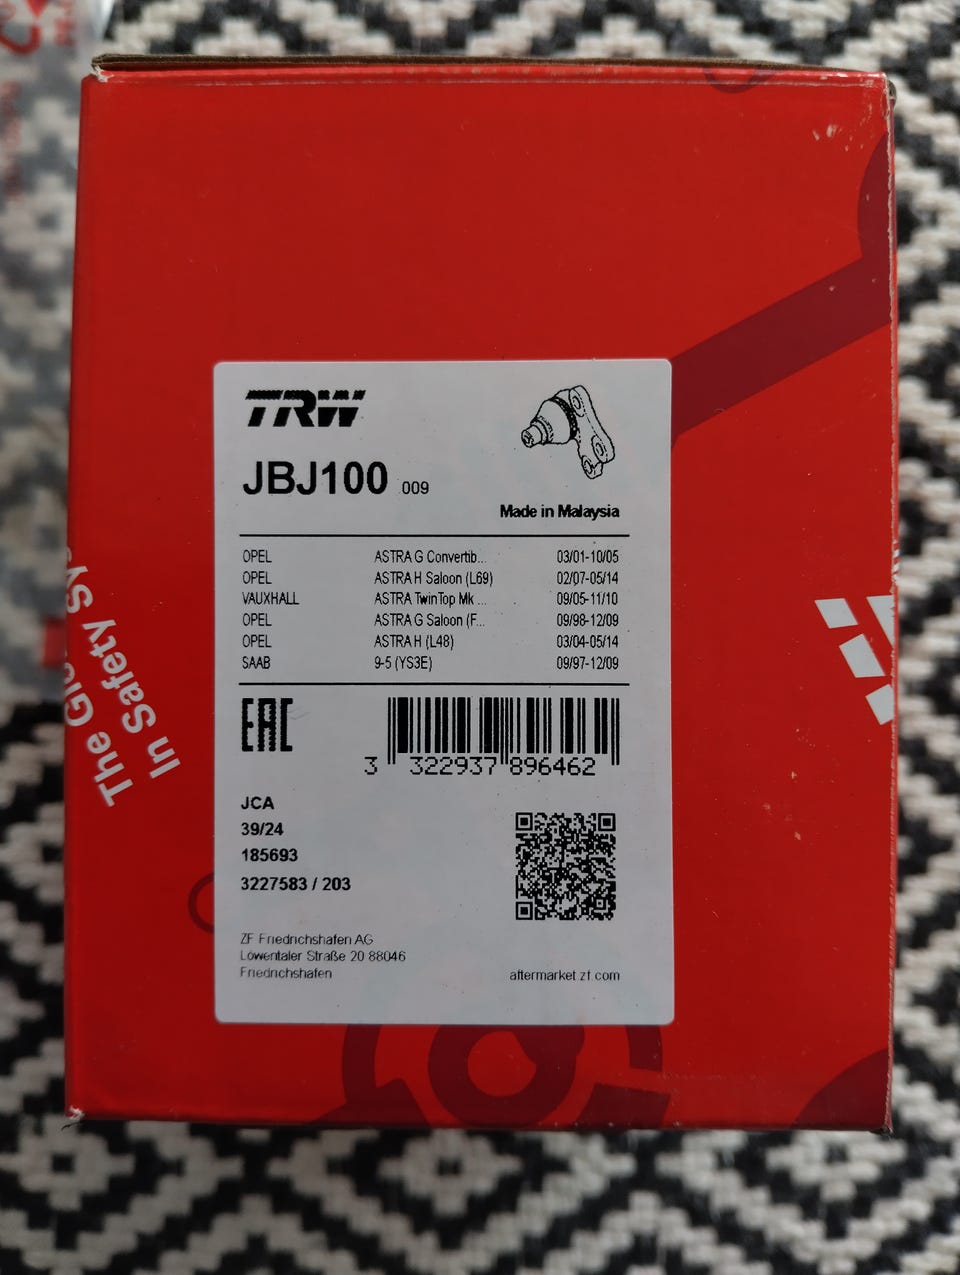 TRW
JBJ100 009
Made in Malaysia
OPEL ASTRA G Convertib... 03/01-10/05
OPEL ASTRA H Saloon (L69) 02/07-05/14
VAUXHALL ASTRA TwinTop Mk ... 09/05-11/10
OPEL ASTRA G Saloon (F... 09/98-12/09
OPEL ASTRA H (L48) 03/04-05/14
SAAB 9-5 (YS3E) 09/97-12/09
EAC
3 322937 896462
JCA
39/24
185693
3227583 / 203
ZF Friedrichshafen AG
Löwentaler Straße 20 88046
Friedrichshafen
aftermarket zf.com
The Glo
In Safety Sy